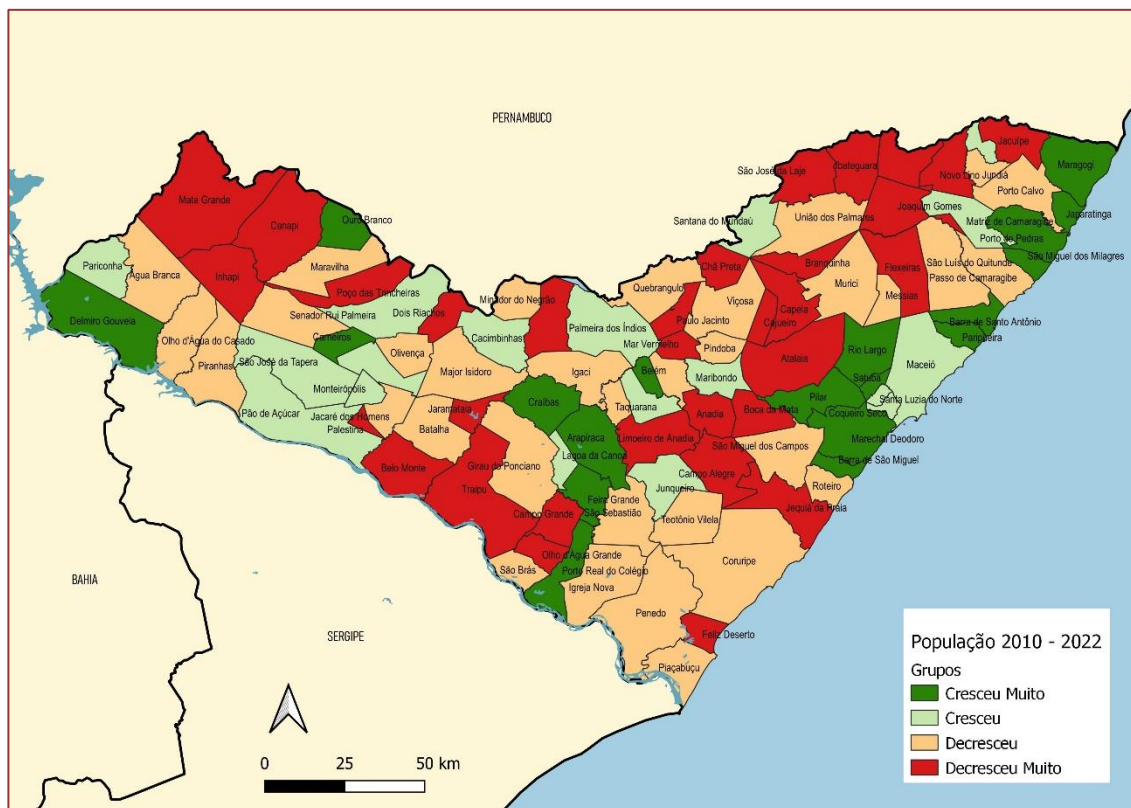 PERNAMBUCO
Jacuípe
Maragogi
São José da Laje
Ibateguara
Novo Lino
Jundiá
Porto Calvo
Mata Grande
Canapi
Ouro Branco
Santana do Mundaú
União dos Palmares
Joaquim Gomes
Matriz de Camaragibe
Japaratinga
Porto de Pedras
Pariconha
Água Branca
Inhapi
Maravilha
Poço das Trincheiras
Chã Preta
Branquinha
Flexeiras
São Luís do Quitunde
São Miguel dos Milagres
Passo de Camaragibe
Minador do Negrão
Quebrangulo
Viçosa
Murici
Messias
Senador Rui Palmeira
Dois Riachos
Delmiro Gouveia
Capela
Cajueiro
Paulo Jacinto
Barra de Santo Antônio
Paripueira
Carneiros
Cacimbinhas
Palmeira dos Índios
Mar Vermelho
Pindoba
Atalaia
Rio Largo
Olho d'Água do Casado
Olivença
São José da Tapera
Piranhas
Major Isidoro
Igaci
Belém
Maribondo
Satuba
Maceió
Monteirópolis
Santa Luzia do Norte
Pilar
Craíbas
Taquarana
Pão de Açúcar
Jacaré dos Homens
Jaramataia
Anadia
Boca da Mata
Coqueiro Seco
Palestina
Batalha
Arapiraca
Limoeiro de Anadia
Marechal Deodoro
São Miguel dos Campos
Lagoa da Canoa
Girau do Ponciano
Barra de São Miguel
Belo Monte
Campo Alegre
Roteiro
Traipu
Junqueiro
Feira Grande
Jequiá da Praia
Campo Grande
São Sebastião
Teotônio Vilela
Olho d'Água Grande
Coruripe
São Brás
Porto Real do Colégio
Igreja Nova
BAHIA
Penedo
SERGIPE
Feliz Deserto
Piaçabuçu
População 2010 - 2022
Grupos
Cresceu Muito
Cresceu
Decresceu
Decresceu Muito
0 25 50 km